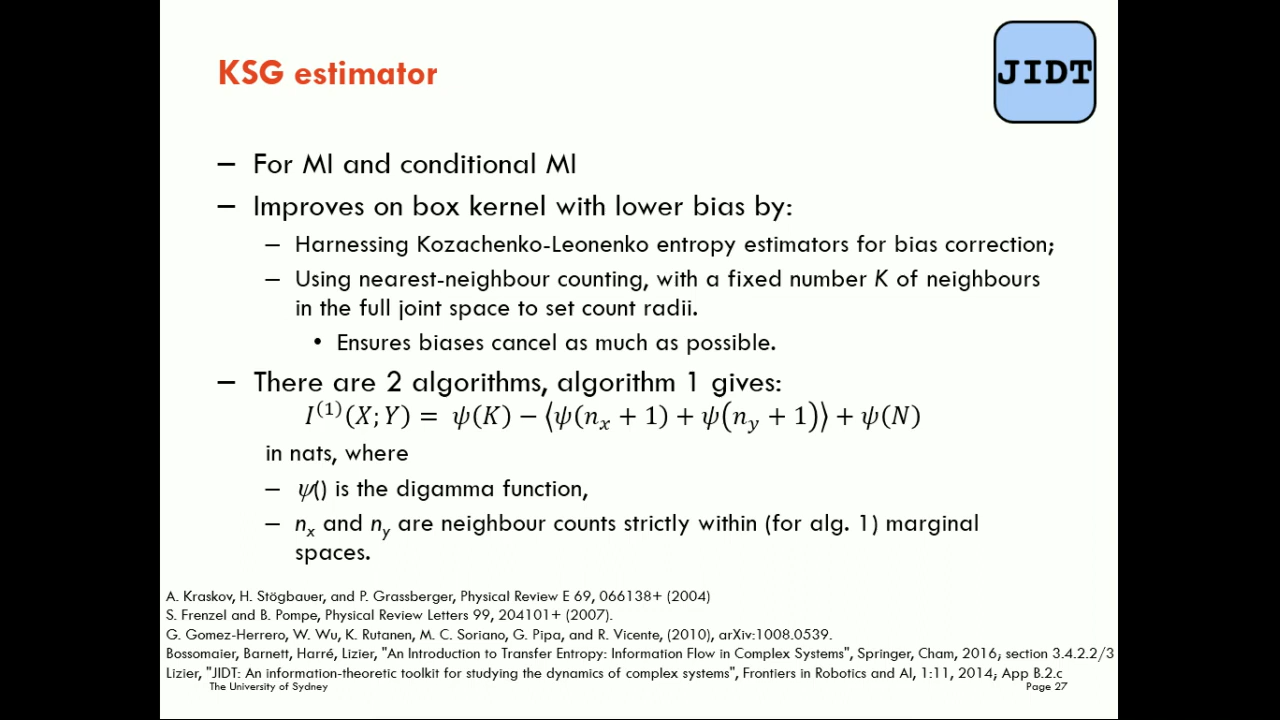 KSG estimator
JIDT
– For MI and conditional MI
– Improves on box kernel with lower bias by:
– Harnessing Kozachenko-Leonenko entropy estimators for bias correction;
– Using nearest-neighbour counting, with a fixed number K of neighbours
in the full joint space to set count radii.
• Ensures biases cancel as much as possible.
– There are 2 algorithms, algorithm 1 gives:
I⁽¹⁾(X; Y) = ψ(K) − ⟨ψ(nₓ + 1) + ψ(n_y + 1)⟩ + ψ(N)
in nats, where
– ψ() is the digamma function,
– nₓ and n_y are neighbour counts strictly within (for alg. 1) marginal
spaces.
A. Kraskov, H. Stögbauer, and P. Grassberger, Physical Review E 69, 066138+ (2004)
S. Frenzel and B. Pompe, Physical Review Letters 99, 204101+ (2007).
G. Gomez-Herrero, W. Wu, K. Rutanen, M. C. Soriano, G. Pipa, and R. Vicente, (2010), arXiv:1008.0539.
Bossomaier, Barnett, Harré, Lizier, "An Introduction to Transfer Entropy: Information Flow in Complex Systems", Springer, Cham, 2016; section 3.4.2.2/3
Lizier, "JIDT: An information-theoretic toolkit for studying the dynamics of complex systems", Frontiers in Robotics and AI, 1:11, 2014; App B.2.c
The University of Sydney
Page 27